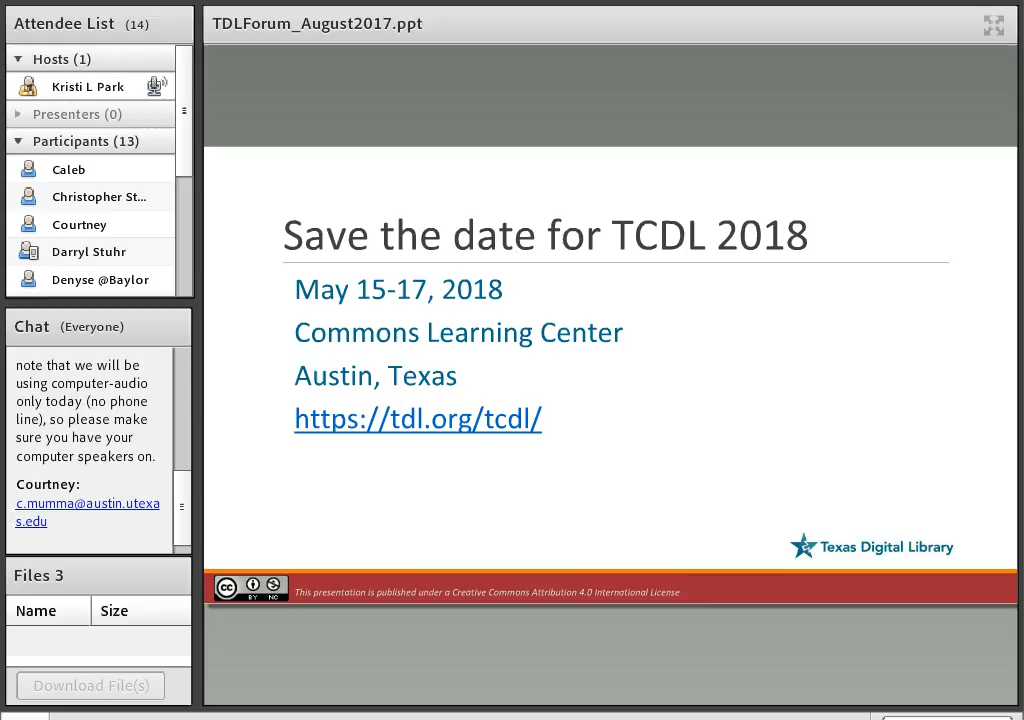 Attendee List (14)
Hosts (1)
Kristi L Park
Presenters (0)
Participants (13)
Caleb
Christopher St...
Courtney
Darryl Stuhr
Denyse @Baylor
Chat (Everyone)
note that we will be
using computer-audio
only today (no phone
line), so please make
sure you have your
computer speakers on.
Courtney:
c.mumma@austin.utexa
s.edu
Files 3
Name Size
Download File(s)
TDLForum_August2017.ppt
Save the date for TCDL 2018
May 15-17, 2018
Commons Learning Center
Austin, Texas
https://tdl.org/tcdl/
Texas Digital Library
cc BY NC
This presentation is published under a Creative Commons Attribution 4.0 International License